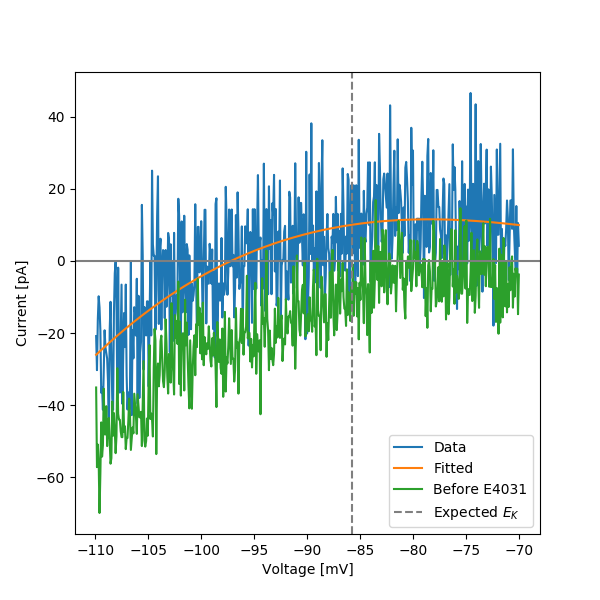 Current [pA]
40
20
0
−20
−40
−60
Data
Fitted
Before E4031
Expected E_K
−110 −105 −100 −95 −90 −85 −80 −75 −70
Voltage [mV]